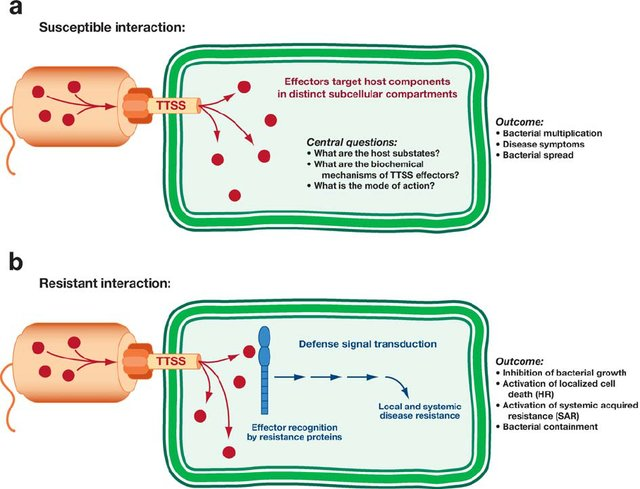 a
Susceptible interaction:
TTSS
Effectors target host components
in distinct subcellular compartments
Central questions:
• What are the host substates?
• What are the biochemical
mechanisms of TTSS effectors?
• What is the mode of action?
Outcome:
• Bacterial multiplication
• Disease symptoms
• Bacterial spread
b
Resistant interaction:
TTSS
Defense signal transduction
Effector recognition
by resistance proteins
Local and systemic
disease resistance
Outcome:
• Inhibition of bacterial growth
• Activation of localized cell
death (HR)
• Activation of systemic acquired
resistance (SAR)
• Bacterial containment